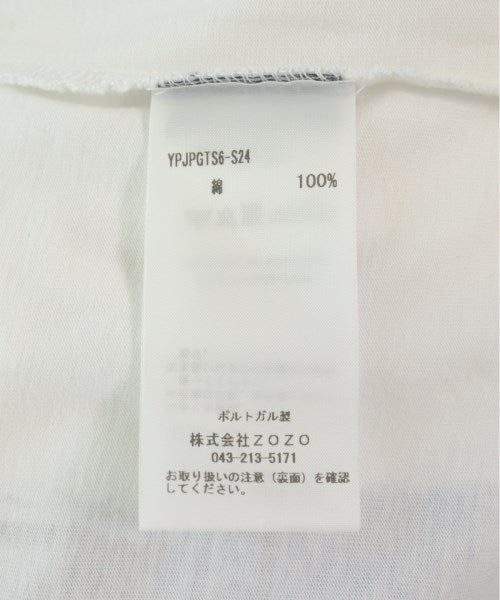 YPJPGTS6-S24
綿 100%
ポルトガル製
株式会社ZOZO
043-213-5171
お取り扱いの注意(裏面)を確認
してください。